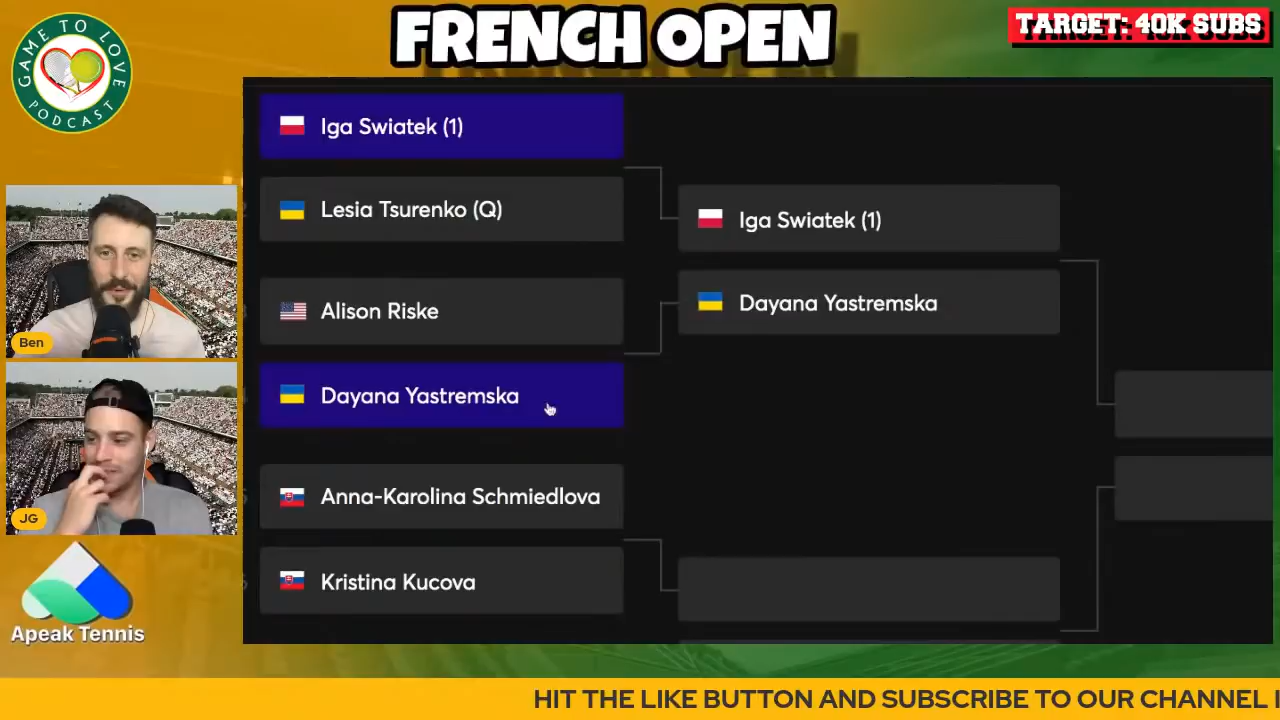 FRENCH OPEN
TARGET: 40K SUBS
GAME TO LOVE
PODCAST
Iga Swiatek (1)
Lesia Tsurenko (Q)
Iga Swiatek (1)
Alison Riske
Dayana Yastremska
Dayana Yastremska
Anna-Karolina Schmiedlova
Kristina Kucova
Ben
JG
Apeak Tennis
HIT THE LIKE BUTTON AND SUBSCRIBE TO OUR CHANNEL